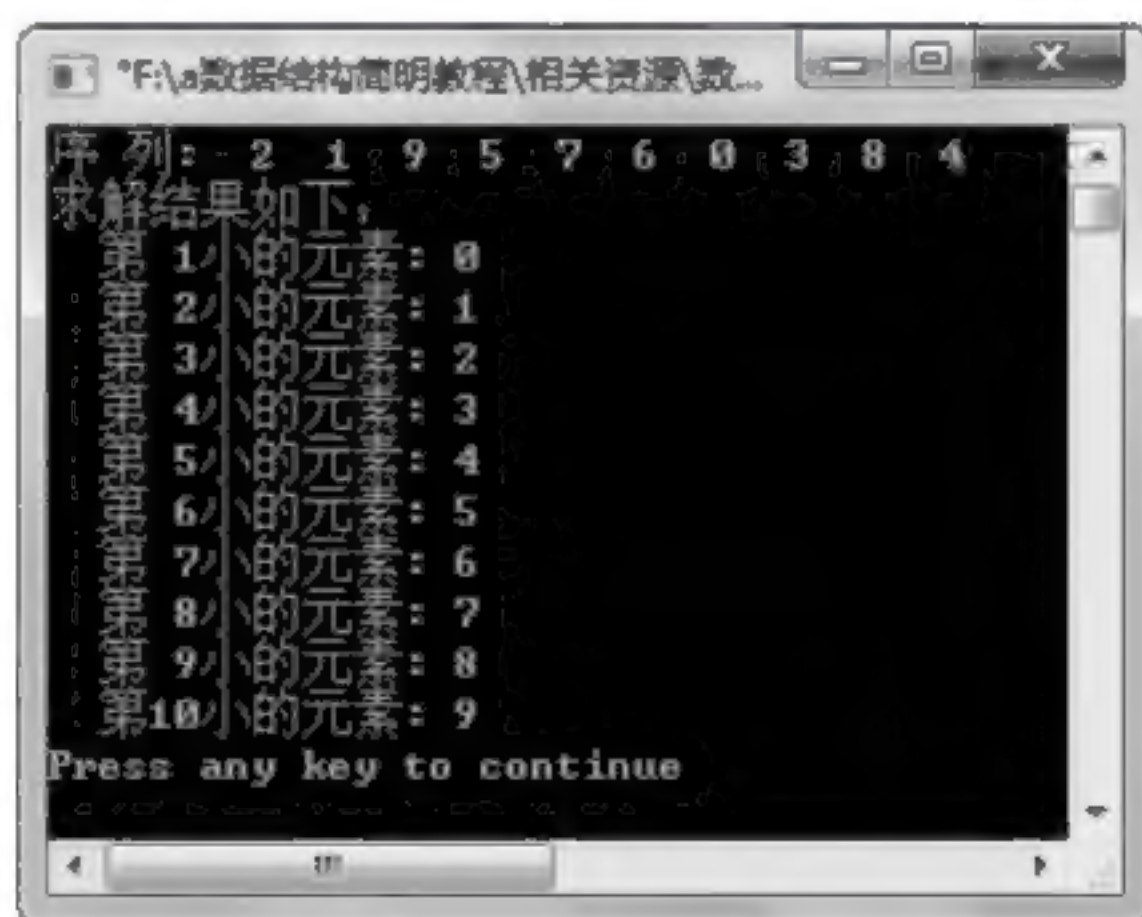 "F:\a数据结构简明教程\相关资源\数...
序 列: 2 1 9 5 7 6 0 3 8 4
求解结果如下:
第 1小的元素: 0
第 2小的元素: 1
第 3小的元素: 2
第 4小的元素: 3
第 5小的元素: 4
第 6小的元素: 5
第 7小的元素: 6
第 8小的元素: 7
第 9小的元素: 8
第10小的元素: 9
Press any key to continue